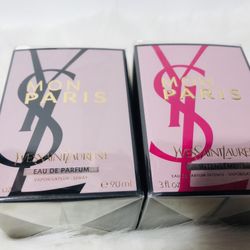 MON
PARIS
YVES SAINT LAURENT
EAU DE PARFUM
VAPORISATEUR - SPRAY
90 ml
MON
PARIS
YVES SAINT LAURENT
3 fl